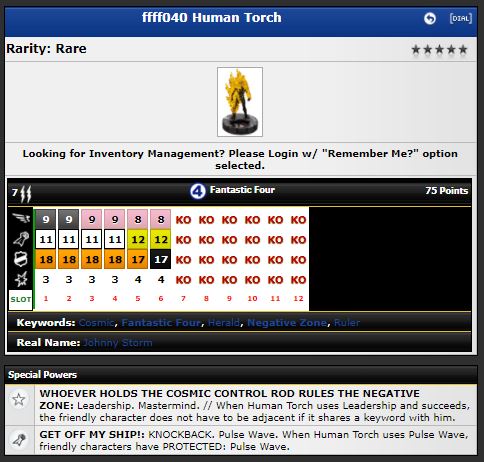 ffff040 Human Torch
[DIAL]
Rarity: Rare
Looking for Inventory Management? Please Login w/ "Remember Me?" option
selected.
7 4 Fantastic Four 75 Points
9 9 9 9 8 8 KO KO KO KO KO KO
11 11 11 11 12 12 KO KO KO KO KO KO
18 18 18 18 17 17 KO KO KO KO KO KO
3 3 3 3 4 4 KO KO KO KO KO KO
SLOT 1 2 3 4 5 6 7 8 9 10 11 12
Keywords: Cosmic, Fantastic Four, Herald, Negative Zone, Ruler
Real Name: Johnny Storm
Special Powers
WHOEVER HOLDS THE COSMIC CONTROL ROD RULES THE NEGATIVE
ZONE: Leadership. Mastermind. // When Human Torch uses Leadership and succeeds,
the friendly character does not have to be adjacent if it shares a keyword with him.
GET OFF MY SHIP!: KNOCKBACK. Pulse Wave. When Human Torch uses Pulse Wave,
friendly characters have PROTECTED: Pulse Wave.